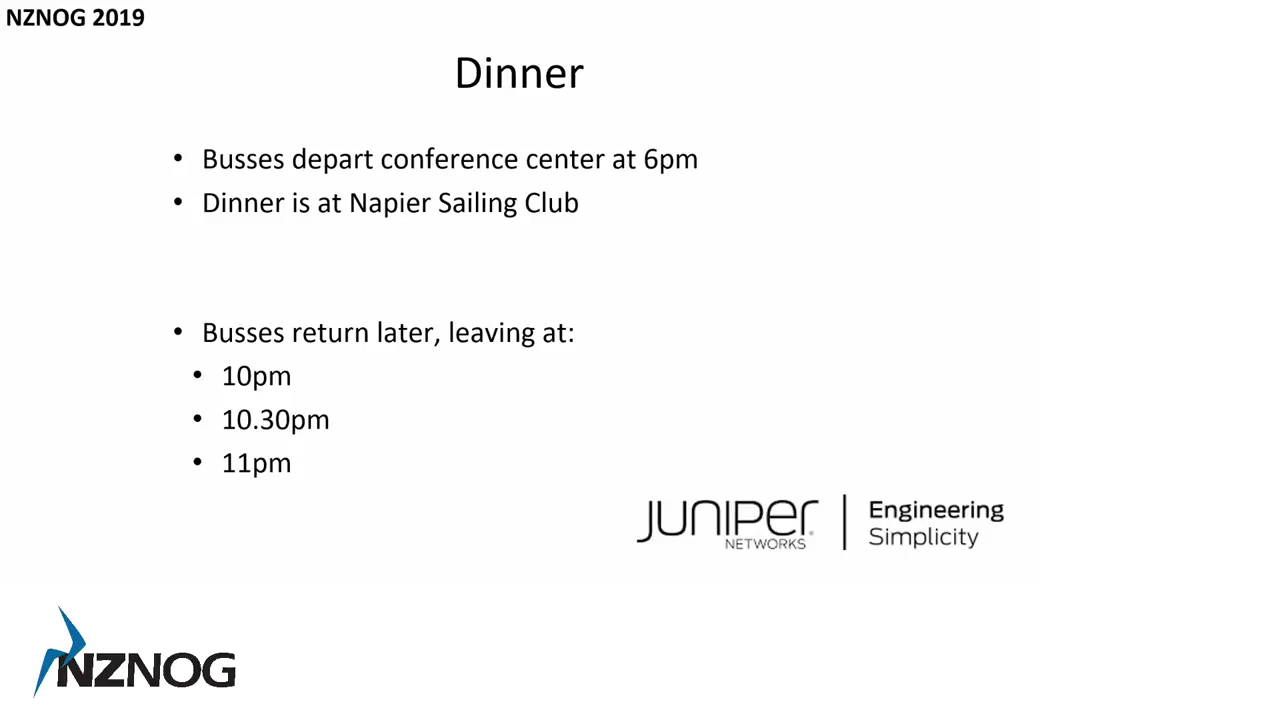 NZNOG 2019
Dinner
• Busses depart conference center at 6pm
• Dinner is at Napier Sailing Club
• Busses return later, leaving at:
• 10pm
• 10.30pm
• 11pm
JUNIPEr
NETWORKS
Engineering
Simplicity
NZNOG